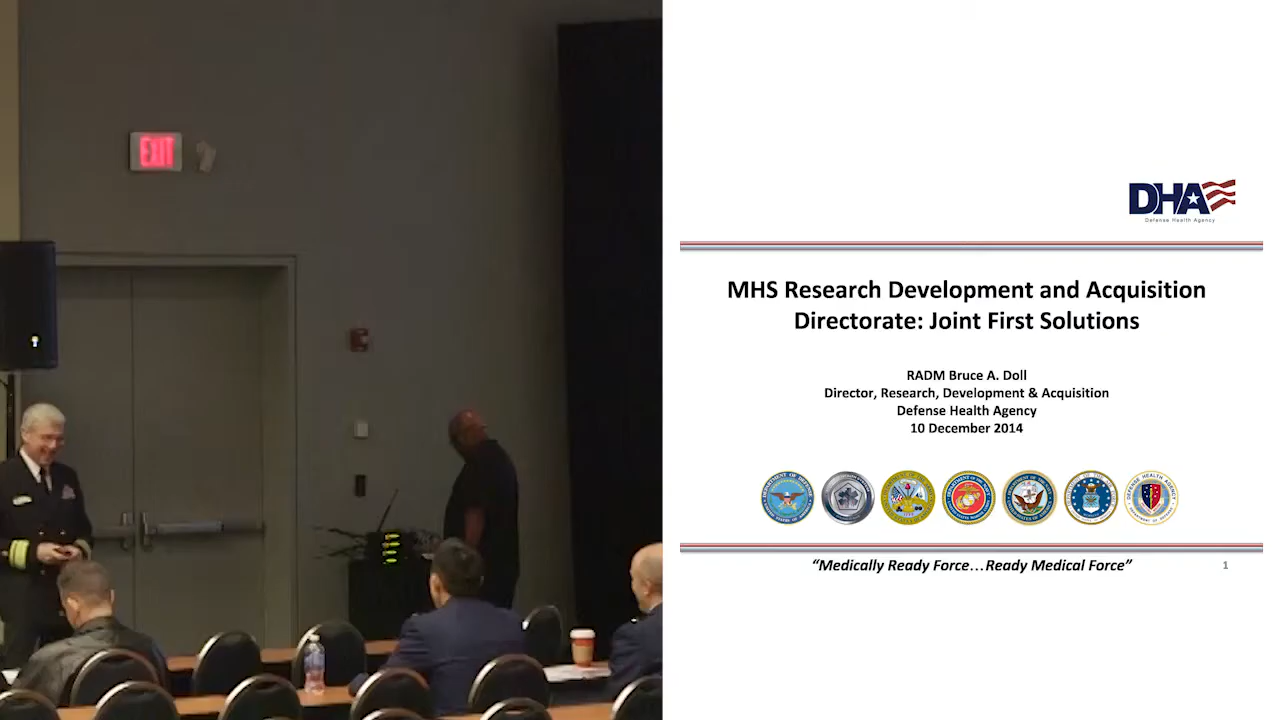 EXIT
DHA
Defense Health Agency
MHS Research Development and Acquisition
Directorate: Joint First Solutions
RADM Bruce A. Doll
Director, Research, Development & Acquisition
Defense Health Agency
10 December 2014
“Medically Ready Force…Ready Medical Force”
1